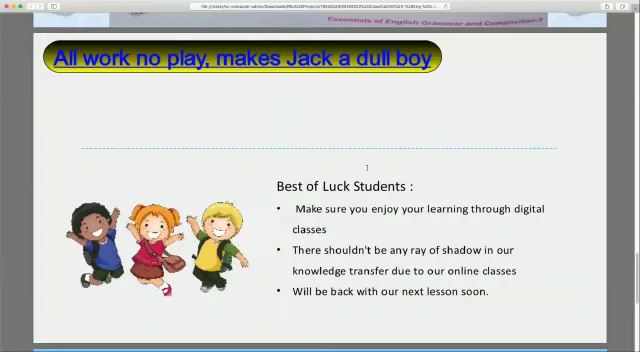 Essentials of English Grammar and Composition-8
All work no play, makes Jack a dull boy
Best of Luck Students :
• Make sure you enjoy your learning through digital
classes
• There shouldn't be any ray of shadow in our
knowledge transfer due to our online classes
• Will be back with our next lesson soon.